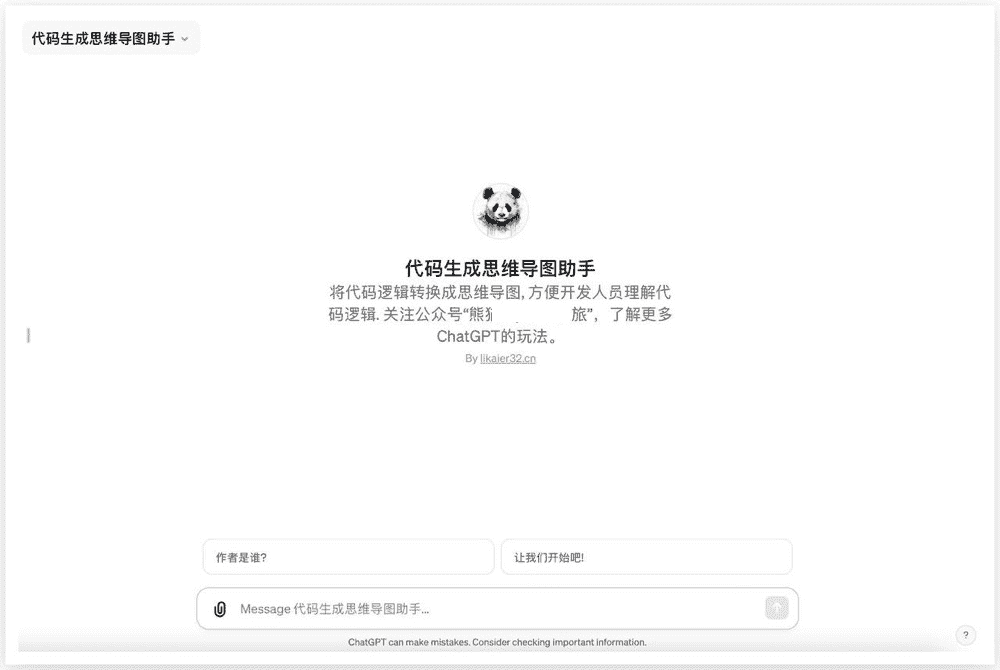 代码生成思维导图助手
代码生成思维导图助手
将代码逻辑转换成思维导图, 方便开发人员理解代
码逻辑. 关注公众号“熊 旅”，了解更多
ChatGPT的玩法。
By likaier32.cn
作者是谁?
让我们开始吧!
Message 代码生成思维导图助手...
ChatGPT can make mistakes. Consider checking important information.
?